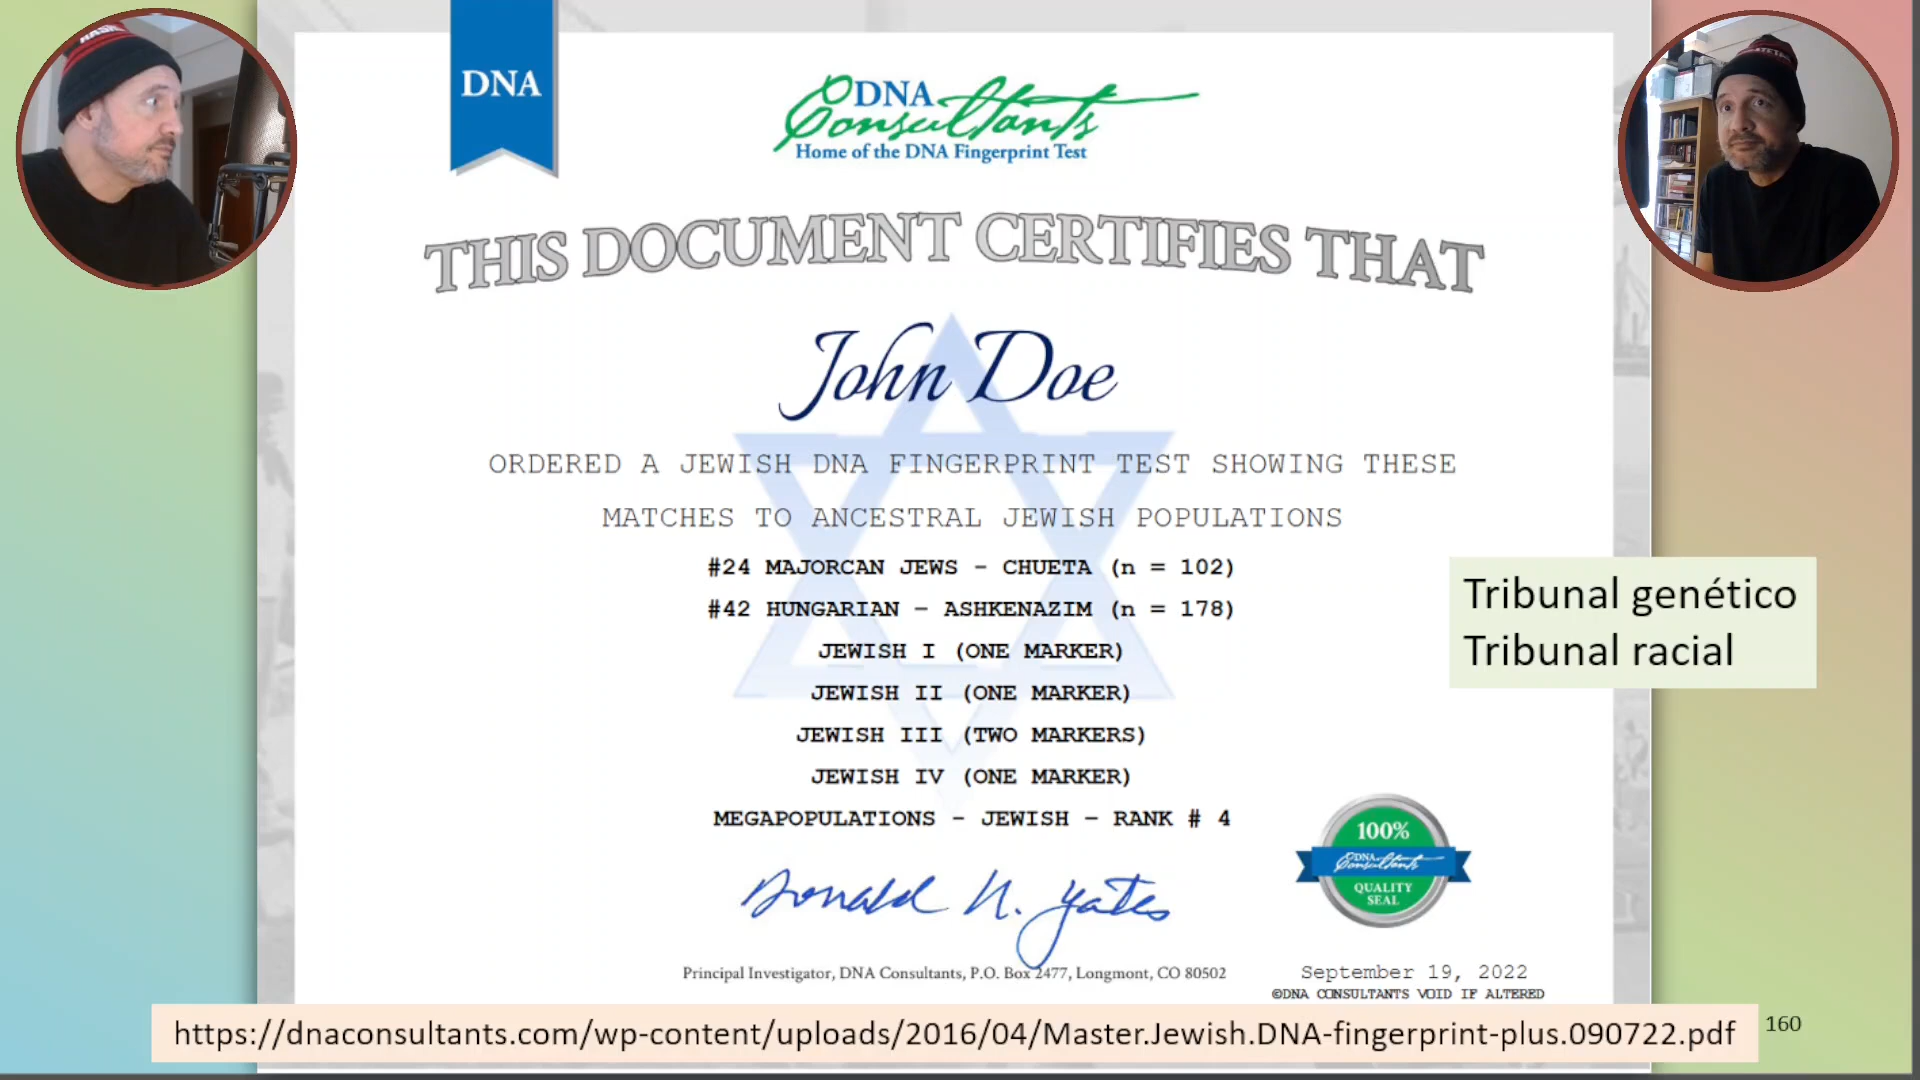 DNA
DNA
Consultants
Home of the DNA Fingerprint Test
THIS DOCUMENT CERTIFIES THAT
John Doe
ORDERED A JEWISH DNA FINGERPRINT TEST SHOWING THESE
MATCHES TO ANCESTRAL JEWISH POPULATIONS
#24 MAJORCAN JEWS - CHUETA (n = 102)
#42 HUNGARIAN - ASHKENAZIM (n = 178)
JEWISH I (ONE MARKER)
JEWISH II (ONE MARKER)
JEWISH III (TWO MARKERS)
JEWISH IV (ONE MARKER)
MEGAPOPULATIONS - JEWISH - RANK # 4
Tribunal genético
Tribunal racial
100%
DNA Consultants
QUALITY
SEAL
Donald N. Yates
Principal Investigator, DNA Consultants, P.O. Box 2477, Longmont, CO 80502
September 19, 2022
©DNA CONSULTANTS VOID IF ALTERED
https://dnaconsultants.com/wp-content/uploads/2016/04/Master.Jewish.DNA-fingerprint-plus.090722.pdf
160